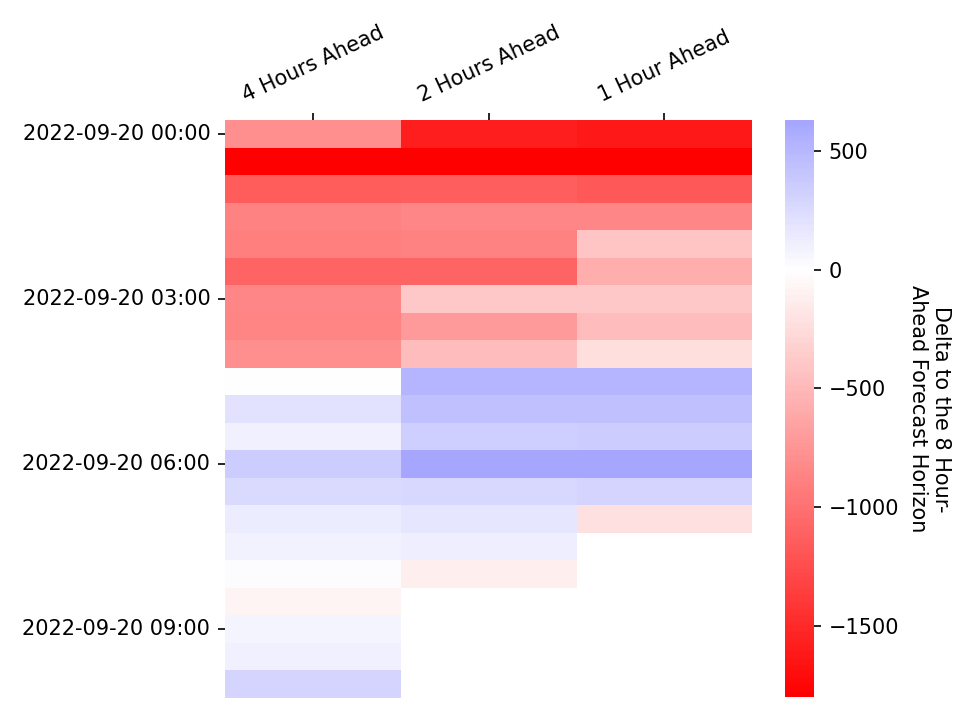 4 Hours Ahead
2 Hours Ahead
1 Hour Ahead
2022-09-20 00:00
2022-09-20 03:00
2022-09-20 06:00
2022-09-20 09:00
500
0
−500
−1000
−1500
Delta to the 8 Hour-
Ahead Forecast Horizon